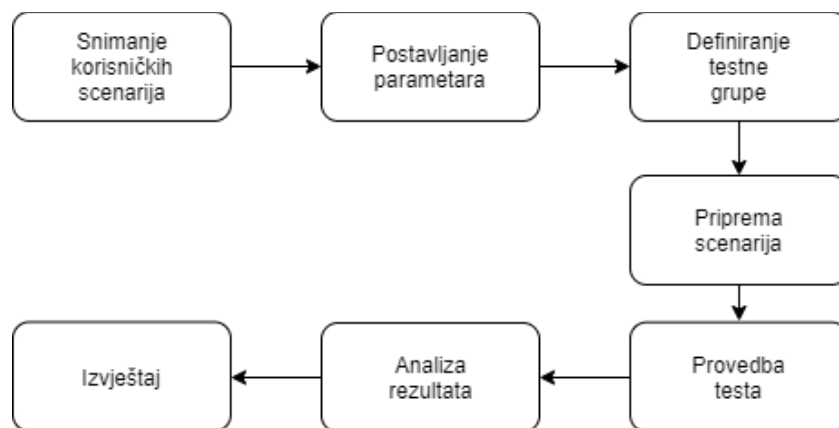 Snimanje
korisničkih
scenarija
Postavljanje
parametara
Definiranje
testne
grupe
Priprema
scenarija
Provedba
testa
Analiza
rezultata
Izvještaj